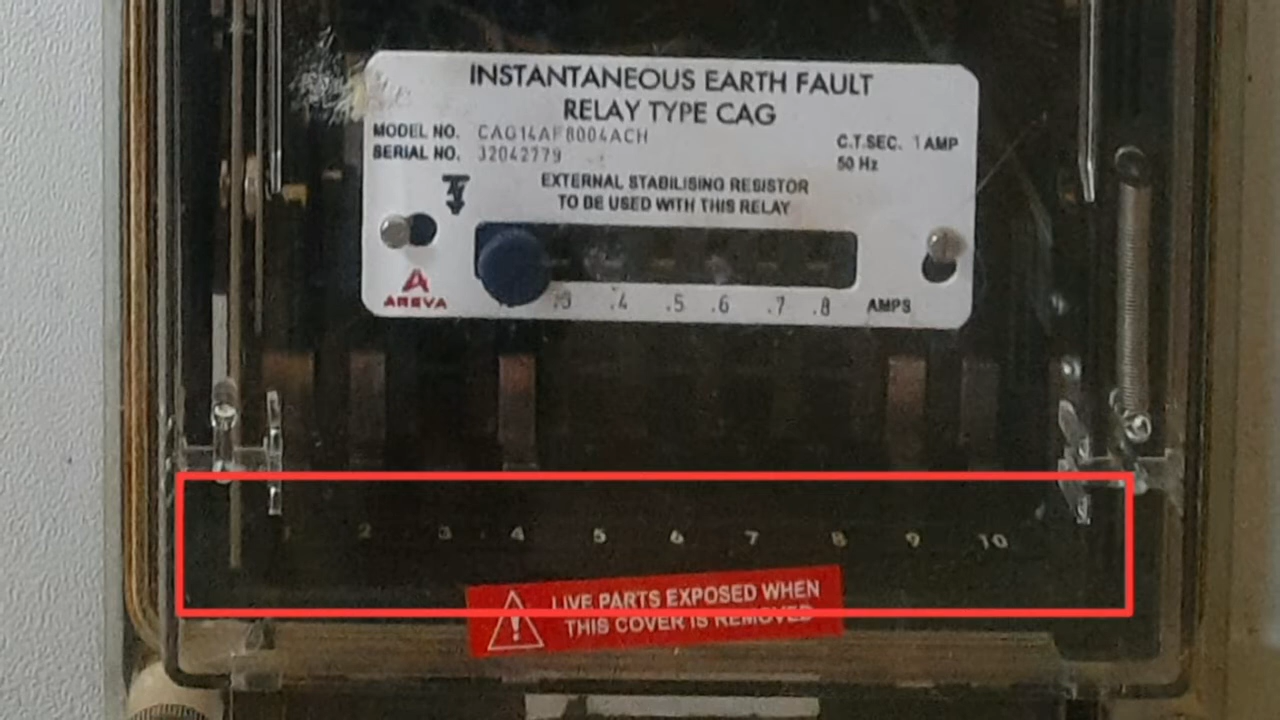 INSTANTANEOUS EARTH FAULT
RELAY TYPE CAG
MODEL NO. CAG14AF8004ACH
SERIAL NO. 32042779
C.T.SEC. 1 AMP
50 Hz
EXTERNAL STABILISING RESISTOR
TO BE USED WITH THIS RELAY
AREVA
.3 .4 .5 .6 .7 .8 AMPS
1 2 3 4 5 6 7 8 9 10
LIVE PARTS EXPOSED WHEN
THIS COVER IS REMOVED